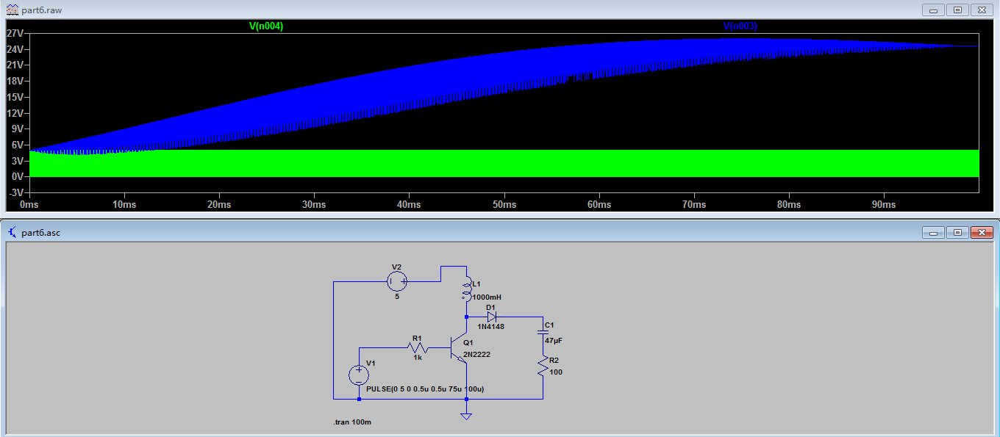 part6.raw
V(n004) V(n003)
27V
24V
21V
18V
15V
12V
9V
6V
3V
0V
-3V
0ms 10ms 20ms 30ms 40ms 50ms 60ms 70ms 80ms 90ms
part6.asc
V2
5
L1
1000mH
D1
1N4148
C1
47µF
R1
1k
Q1
2N2222
R2
100
V1
PULSE(0 5 0 0.5u 0.5u 75u 100u)
.tran 100m